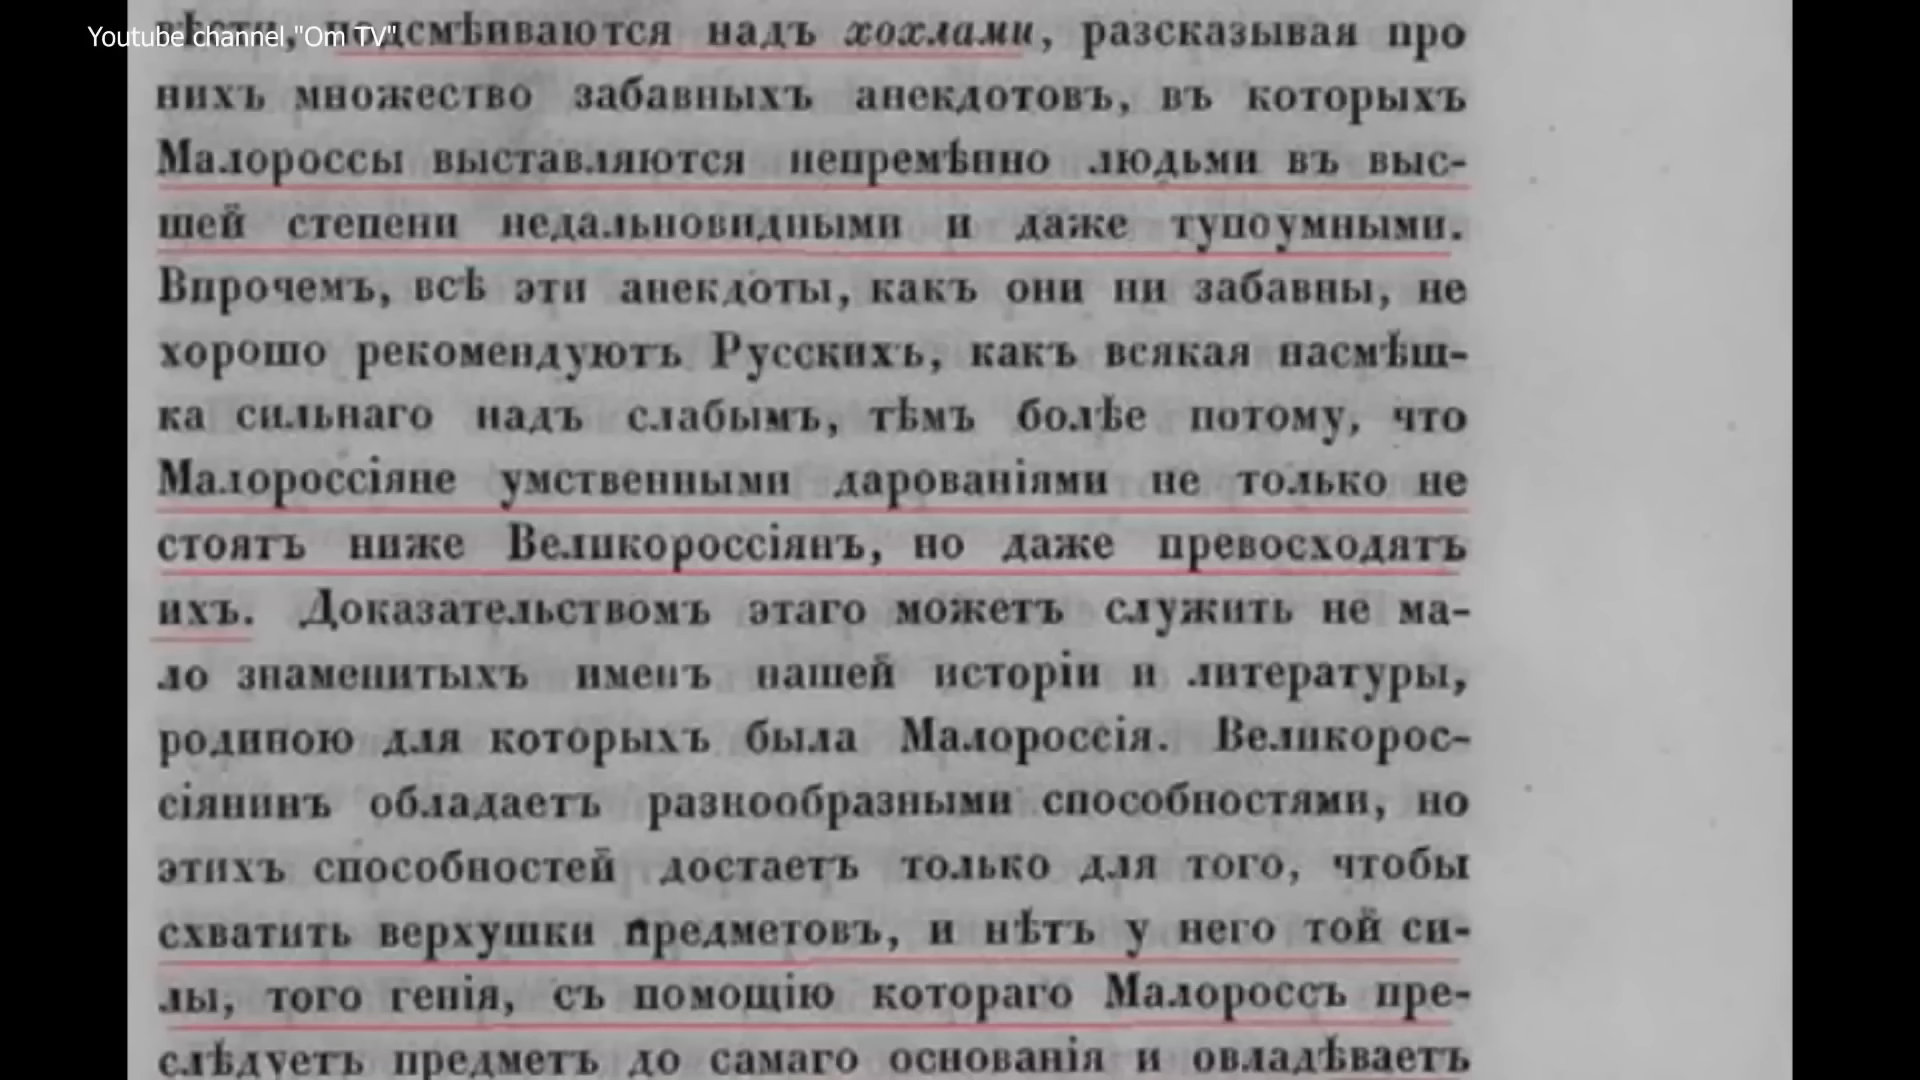 Youtube channel "Om TV"
подсмѣиваются надъ хохлами, разсказывая про
нихъ множество забавныхъ анекдотовъ, въ которыхъ
Малороссы выставляются непремѣнно людьми въ выс-
шей степени недальновидными и даже тупоумными.
Впрочемъ, всѣ эти анекдоты, какъ они ни забавны, не
хорошо рекомендуютъ Русскихъ, какъ всякая насмѣш-
ка сильнаго надъ слабымъ, тѣмъ болѣе потому, что
Малороссіяне умственными дарованіями не только не
стоятъ ниже Великороссіянъ, но даже превосходятъ
ихъ. Доказательствомъ этаго можетъ служить не ма-
ло знаменитыхъ именъ нашей исторіи и литературы,
родиною для которыхъ была Малороссія. Великорос-
сіянинъ обладаетъ разнообразными способностями, но
этихъ способностей достаетъ только для того, чтобы
схватить верхушки предметовъ, и нѣтъ у него той си-
лы, того генія, съ помощію котораго Малороссъ пре-
слѣдуетъ предметъ до самаго основанія и овладѣваетъ